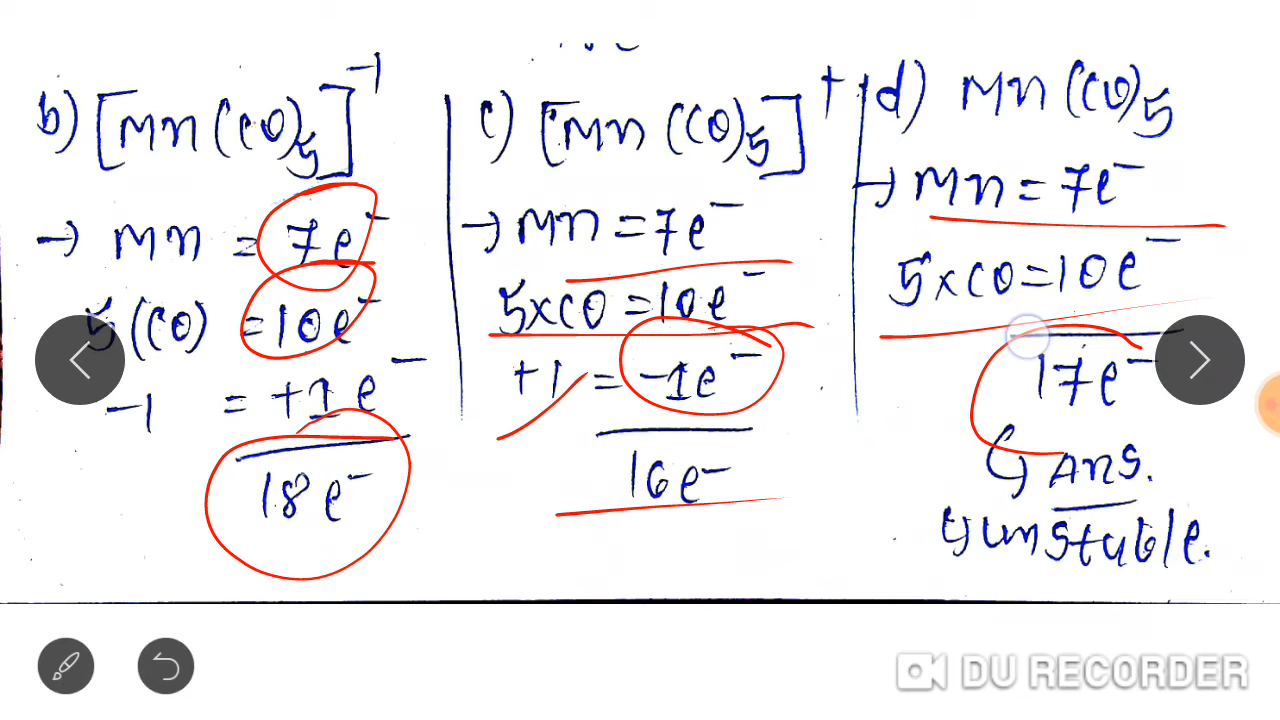 b) [Mn(CO)5]-1
→ Mn = 7e-
5(CO) = 10e-
-1 = +1e-
18e-
c) [Mn(CO)5]+
→ Mn = 7e-
5×CO = 10e-
+1 = -1e-
16e-
d) Mn(CO)5
→ Mn = 7e-
5×CO = 10e-
17e-
↳ Ans.
↳ unstable.
DU RECORDER